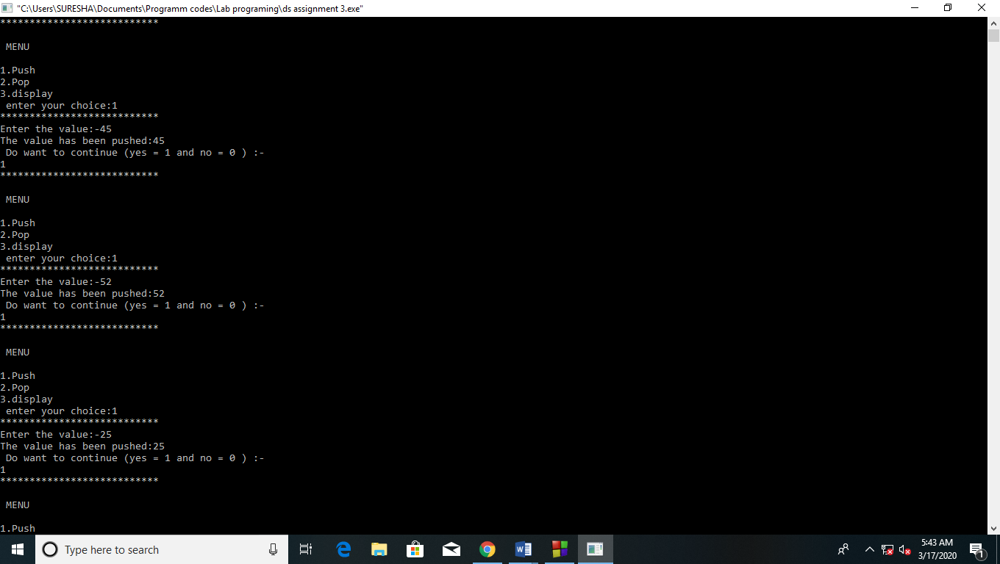 "C:\Users\SURESHA\Documents\Programm codes\Lab programing\ds assignment 3.exe"
***************************
MENU
1.Push
2.Pop
3.display
enter your choice:1
***************************
Enter the value:-45
The value has been pushed:45
Do want to continue (yes = 1 and no = 0 ) :-
1
***************************
MENU
1.Push
2.Pop
3.display
enter your choice:1
***************************
Enter the value:-52
The value has been pushed:52
Do want to continue (yes = 1 and no = 0 ) :-
1
***************************
MENU
1.Push
2.Pop
3.display
enter your choice:1
***************************
Enter the value:-25
The value has been pushed:25
Do want to continue (yes = 1 and no = 0 ) :-
1
***************************
MENU
1.Push
Type here to search
5:43 AM
3/17/2020
1